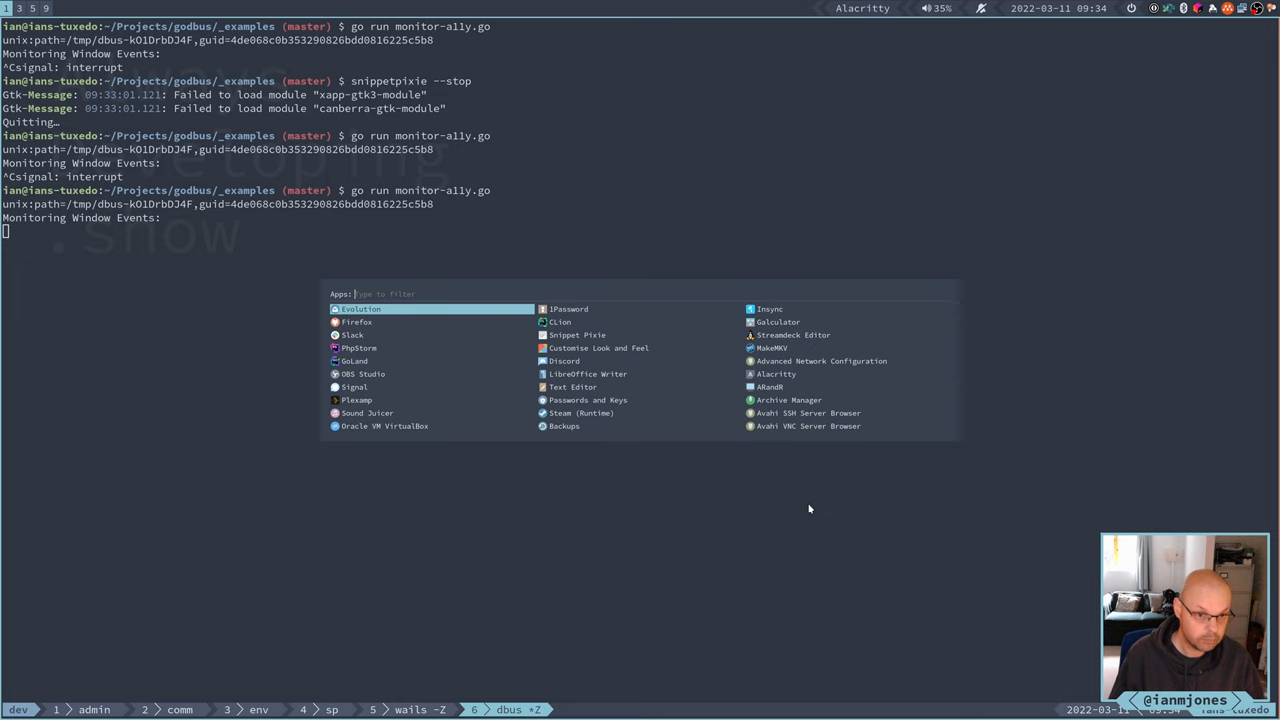 1 3 5 9
Alacritty
35%
2022-03-11 09:34
ian@ians-tuxedo:~/Projects/godbus/_examples (master) $ go run monitor-a11y.go
unix:path=/tmp/dbus-kO1DrbDJ4F,guid=4de068c0b353290826bdd0816225c5b8
Monitoring Window Events:
^Csignal: interrupt
ian@ians-tuxedo:~/Projects/godbus/_examples (master) $ snippetpixie --stop
Gtk-Message: 09:33:01.121: Failed to load module "xapp-gtk3-module"
Gtk-Message: 09:33:01.121: Failed to load module "canberra-gtk-module"
Quitting…
ian@ians-tuxedo:~/Projects/godbus/_examples (master) $ go run monitor-a11y.go
unix:path=/tmp/dbus-kO1DrbDJ4F,guid=4de068c0b353290826bdd0816225c5b8
Monitoring Window Events:
^Csignal: interrupt
ian@ians-tuxedo:~/Projects/godbus/_examples (master) $ go run monitor-a11y.go
unix:path=/tmp/dbus-kO1DrbDJ4F,guid=4de068c0b353290826bdd0816225c5b8
Monitoring Window Events:
.show
Apps: Type to filter
Evolution
Firefox
Slack
PhpStorm
GoLand
OBS Studio
Signal
Plexamp
Sound Juicer
Oracle VM VirtualBox
1Password
CLion
Snippet Pixie
Customise Look and Feel
Discord
LibreOffice Writer
Text Editor
Passwords and Keys
Steam (Runtime)
Backups
Insync
Galculator
Streamdeck Editor
MakeMKV
Advanced Network Configuration
Alacritty
ARandR
Archive Manager
Avahi SSH Server Browser
Avahi VNC Server Browser
@ianmjones
dev 1 admin 2 comm 3 env 4 sp 5 wails -Z 6 dbus *Z
2022-03-11